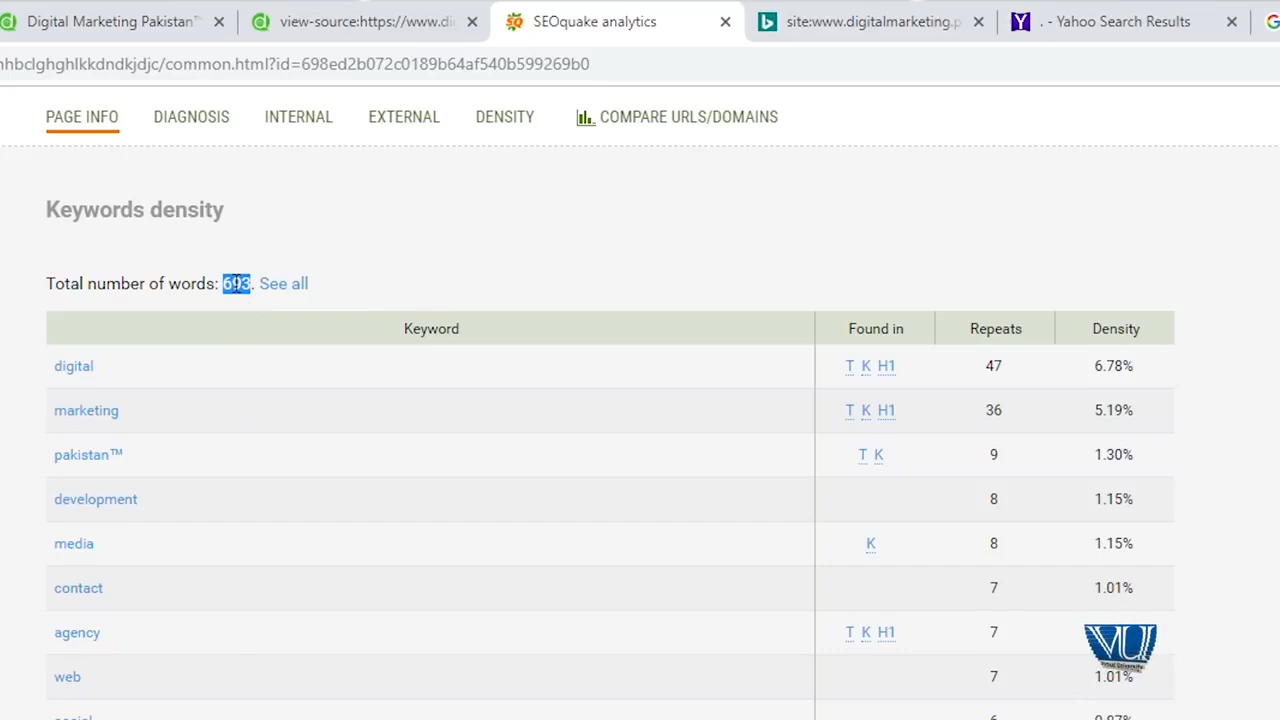 Digital Marketing Pakistan™
view-source:https://www.di
SEOquake analytics
site:www.digitalmarketing.p
. - Yahoo Search Results
hbclghghlkkdndkjdjc/common.html?id=698ed2b072c0189b64af540b599269b0
PAGE INFO DIAGNOSIS INTERNAL EXTERNAL DENSITY COMPARE URLS/DOMAINS
Keywords density
Total number of words: 693. See all
Keyword Found in Repeats Density
digital T K H1 47 6.78%
marketing T K H1 36 5.19%
pakistan™ T K 9 1.30%
development 8 1.15%
media K 8 1.15%
contact 7 1.01%
agency T K H1 7
VU
web 7 1.01%